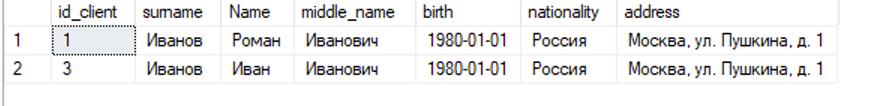 id_client surname Name middle_name birth nationality address
1 1 Иванов Роман Иванович 1980-01-01 Россия Москва, ул. Пушкина, д. 1
2 3 Иванов Иван Иванович 1980-01-01 Россия Москва, ул. Пушкина, д. 1